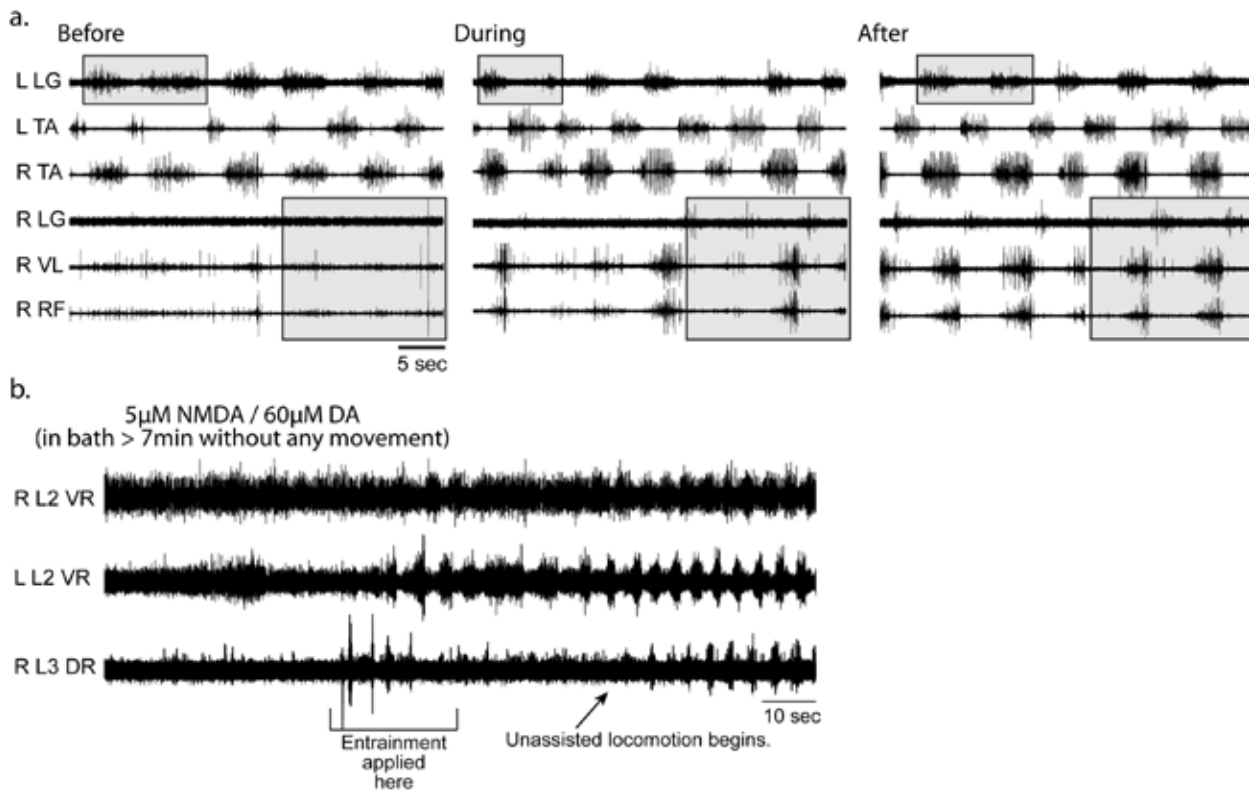 a.
Before
During
After
L LG
L TA
R TA
R LG
R VL
R RF
5 sec
b.
5μM NMDA / 60μM DA
(in bath > 7min without any movement)
R L2 VR
L L2 VR
R L3 DR
10 sec
Entrainment
applied
here
Unassisted locomotion begins.